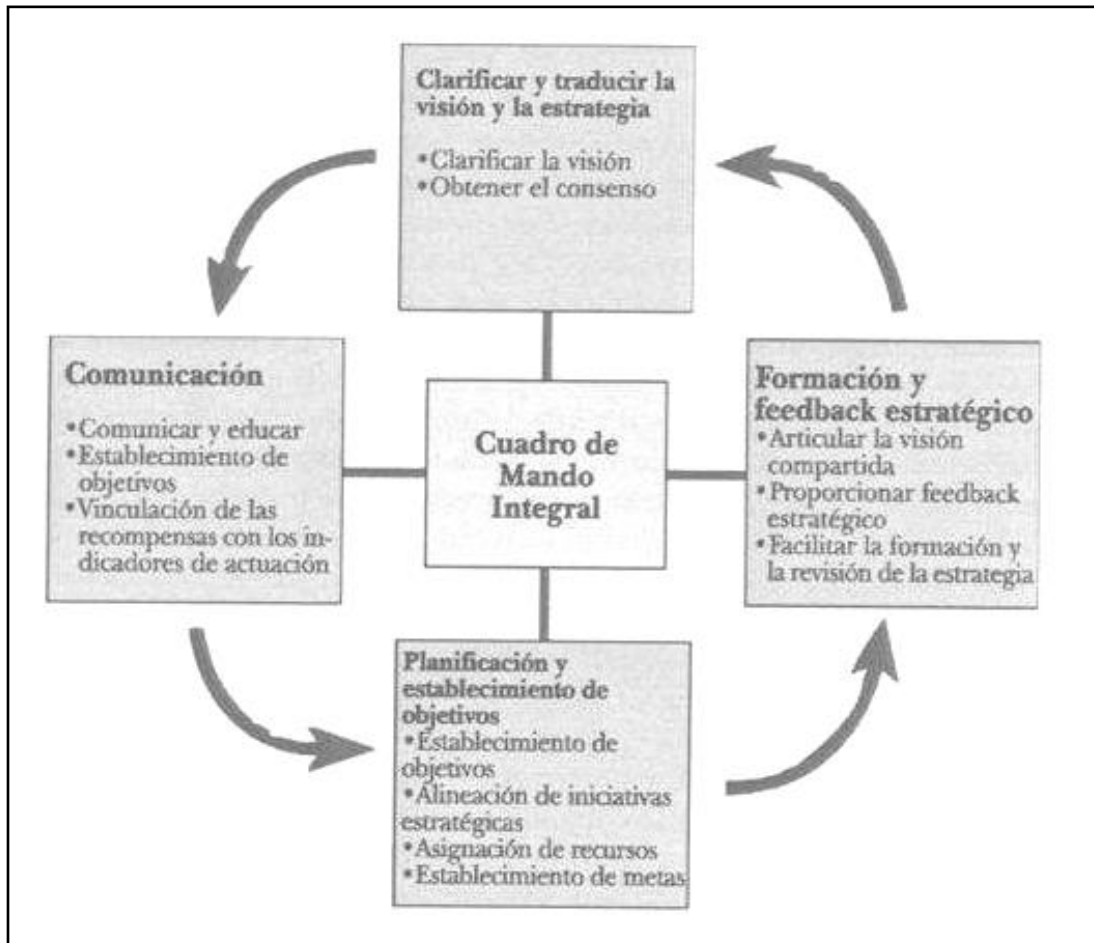 Clarificar y traducir la
visión y la estrategia
•Clarificar la visión
•Obtener el consenso
Comunicación
•Comunicar y educar
•Establecimiento de
objetivos
•Vinculación de las
recompensas con los in-
dicadores de actuación
Cuadro de
Mando
Integral
Formación y
feedback estratégico
•Articular la visión
compartida
•Proporcionar feedback
estratégico
•Facilitar la formación y
la revisión de la estrategia
Planificación y
establecimiento de
objetivos
•Establecimiento de
objetivos
•Alineación de iniciativas
estratégicas
•Asignación de recursos
•Establecimiento de metas